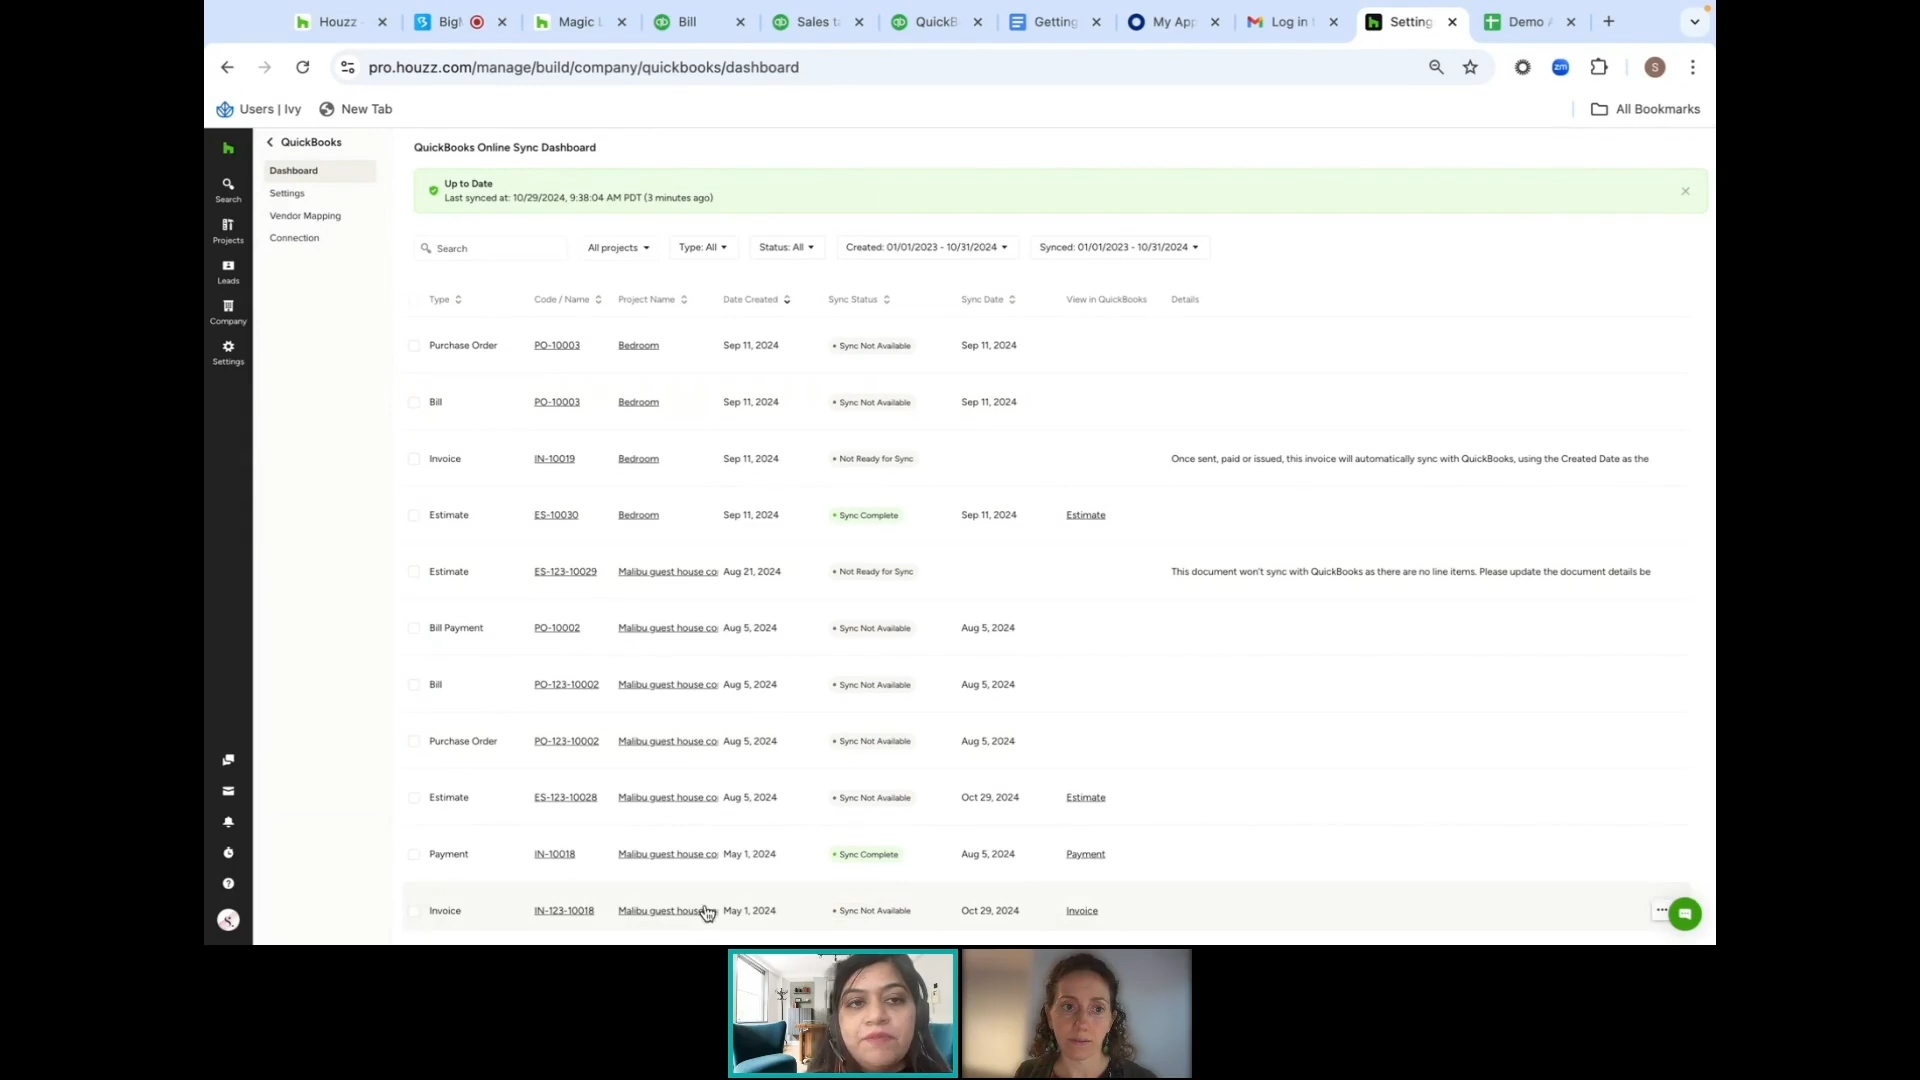 Houzz
Big
Magic L
Bill
Sales ta
QuickB
Getting
My App
Log in t
Setting
Demo A
pro.houzz.com/manage/build/company/quickbooks/dashboard
zm
S
Users | Ivy
New Tab
All Bookmarks
QuickBooks
Dashboard
Settings
Vendor Mapping
Connection
Search
Projects
Leads
Company
Settings
QuickBooks Online Sync Dashboard
Up to Date
Last synced at: 10/29/2024, 9:38:04 AM PDT (3 minutes ago)
Search
All projects
Type: All
Status: All
Created: 01/01/2023 - 10/31/2024
Synced: 01/01/2023 - 10/31/2024
Type Code / Name Project Name Date Created Sync Status Sync Date View in QuickBooks Details
Purchase Order PO-10003 Bedroom Sep 11, 2024 • Sync Not Available Sep 11, 2024
Bill PO-10003 Bedroom Sep 11, 2024 • Sync Not Available Sep 11, 2024
Invoice IN-10019 Bedroom Sep 11, 2024 • Not Ready for Sync Once sent, paid or issued, this invoice will automatically sync with QuickBooks, using the Created Date as the
Estimate ES-10030 Bedroom Sep 11, 2024 • Sync Complete Sep 11, 2024 Estimate
Estimate ES-123-10029 Malibu guest house co Aug 21, 2024 • Not Ready for Sync This document won't sync with QuickBooks as there are no line items. Please update the document details be
Bill Payment PO-10002 Malibu guest house co Aug 5, 2024 • Sync Not Available Aug 5, 2024
Bill PO-123-10002 Malibu guest house co Aug 5, 2024 • Sync Not Available Aug 5, 2024
Purchase Order PO-123-10002 Malibu guest house co Aug 5, 2024 • Sync Not Available Aug 5, 2024
Estimate ES-123-10028 Malibu guest house co Aug 5, 2024 • Sync Not Available Oct 29, 2024 Estimate
Payment IN-10018 Malibu guest house co May 1, 2024 • Sync Complete Aug 5, 2024 Payment
Invoice IN-123-10018 Malibu guest house May 1, 2024 • Sync Not Available Oct 29, 2024 Invoice
S.